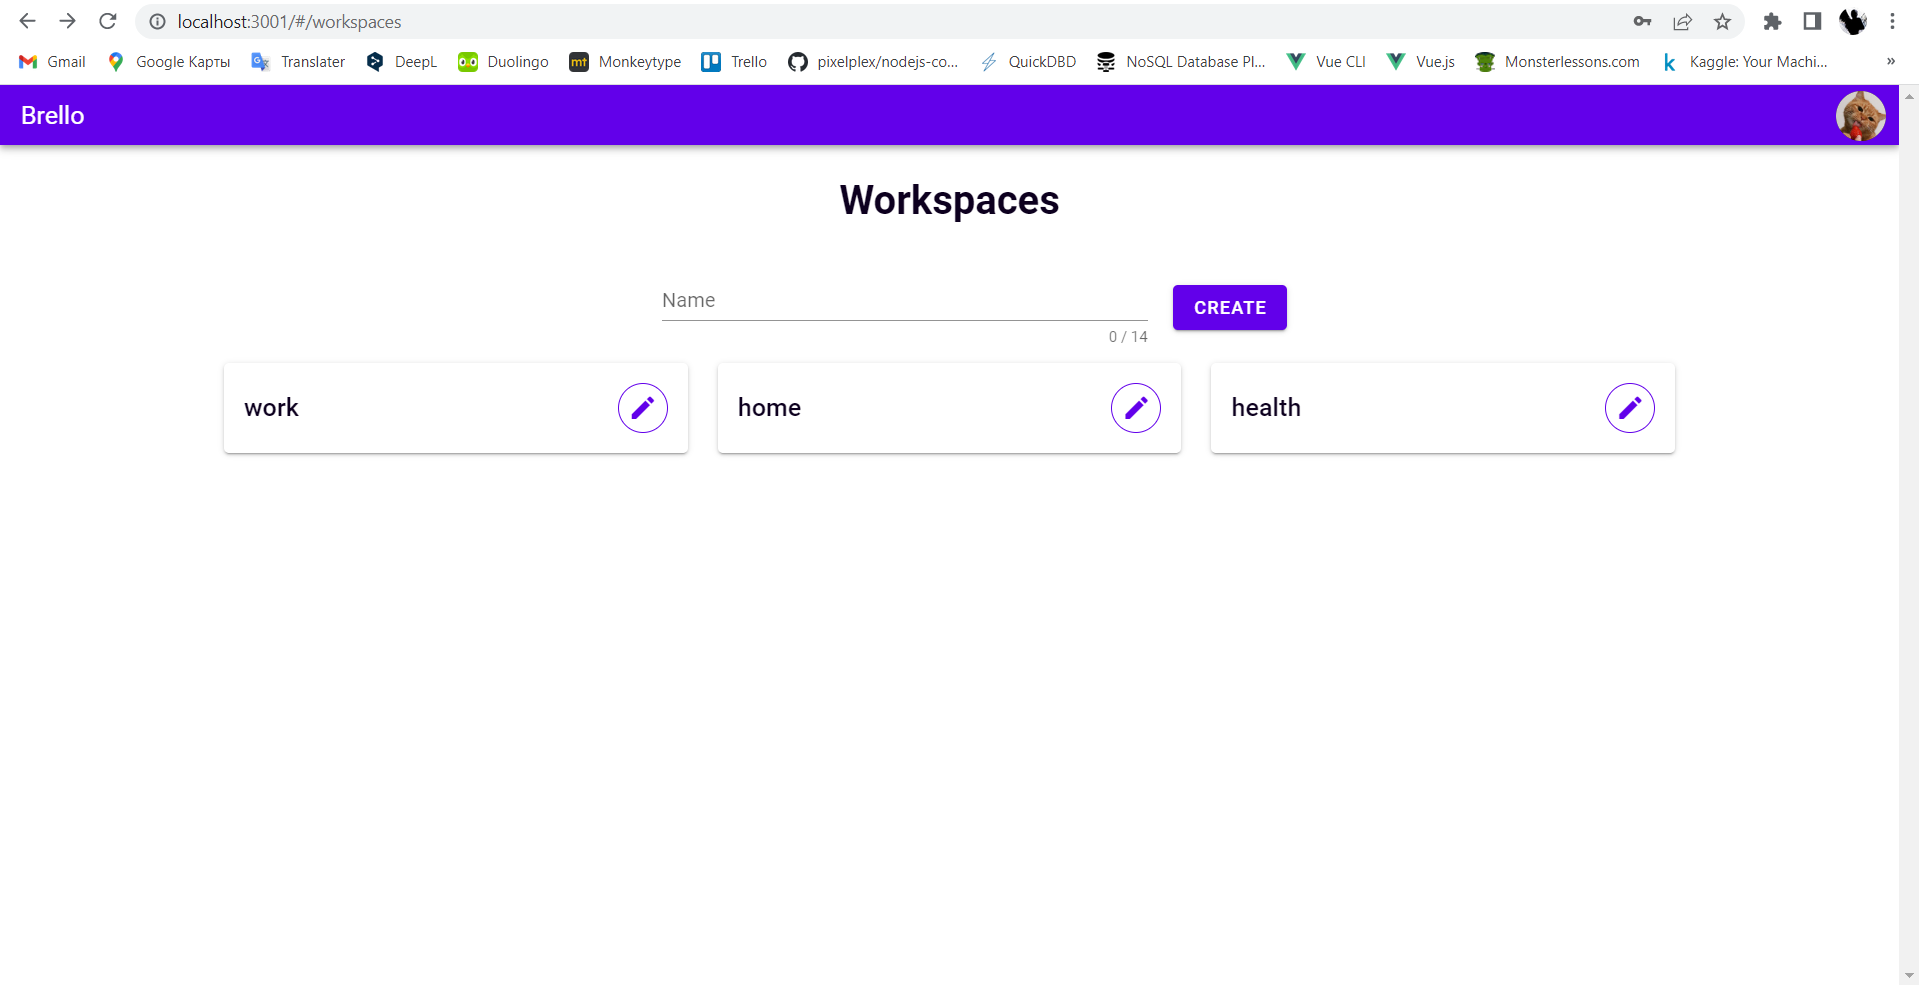 localhost:3001/#/workspaces
Gmail Google Карты Translater DeepL Duolingo mt Monkeytype Trello pixelplex/nodejs-co... QuickDBD NoSQL Database Pl... Vue CLI Vue.js Monsterlessons.com k Kaggle: Your Machi... »
Brello
Workspaces
Name
CREATE
0 / 14
work
home
health